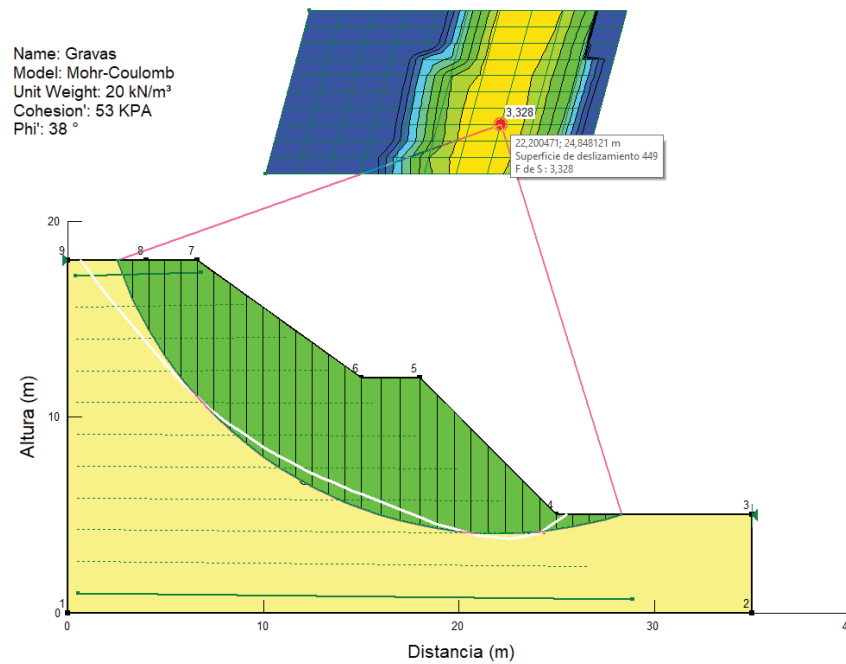 Name: Gravas
Model: Mohr-Coulomb
Unit Weight: 20 kN/m³
Cohesion': 53 KPA
Phi': 38 °
3,328
22,200471; 24,848121 m
Superficie de deslizamiento 449
F de S : 3,328
20
9
8
7
6
5
10
4
3
Altura (m)
1
2
0
0
10
20
30
4
Distancia (m)